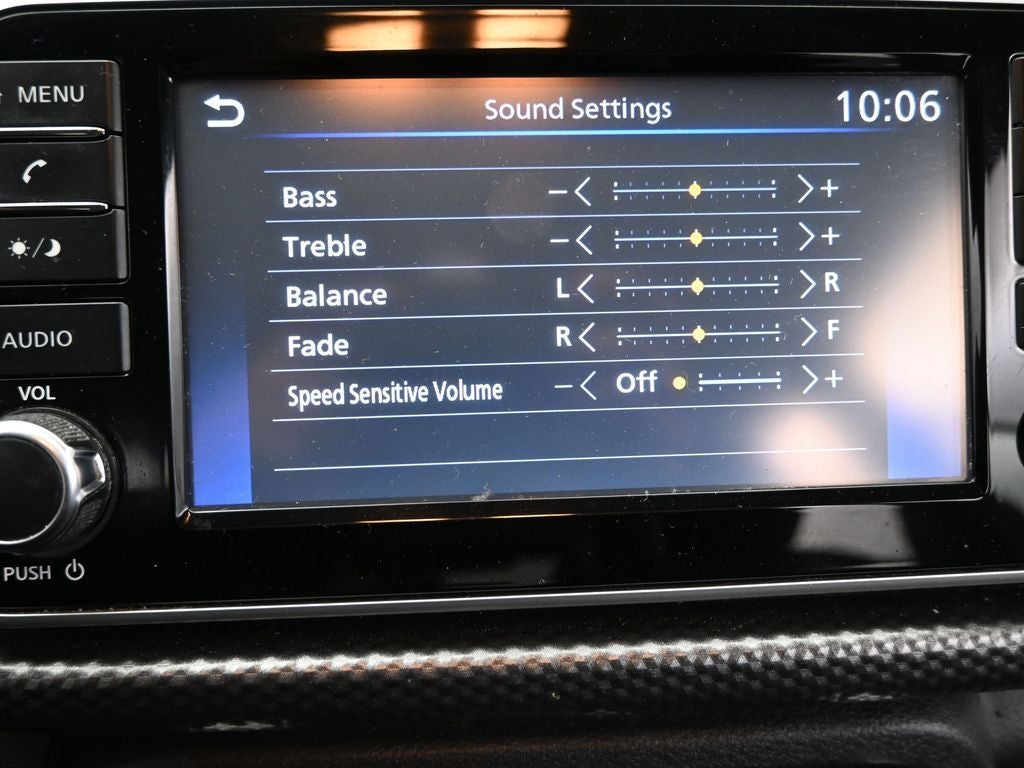 MENU
Sound Settings 10:06
Bass - +
Treble - +
Balance L R
AUDIO
Fade R F
VOL
Speed Sensitive Volume - Off +
PUSH